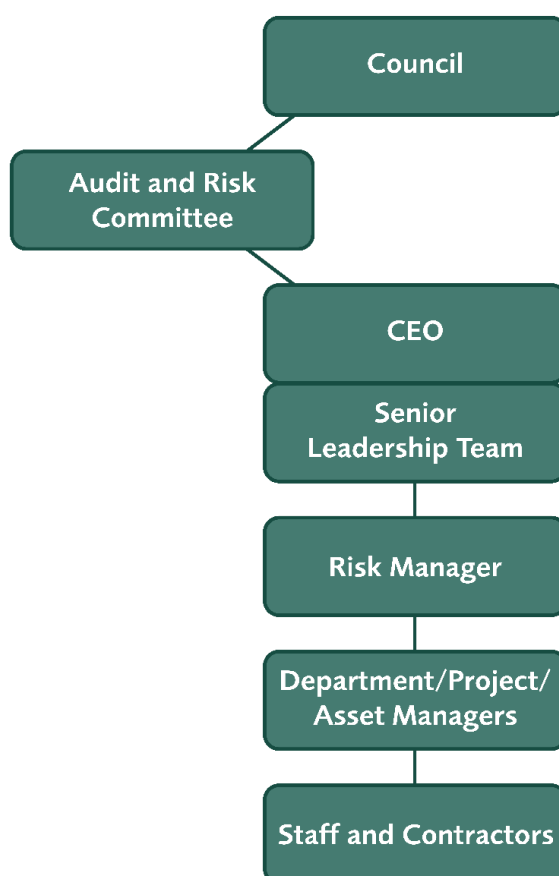 Council
Audit and Risk
Committee
CEO
Senior
Leadership Team
Risk Manager
Department/Project/
Asset Managers
Staff and Contractors